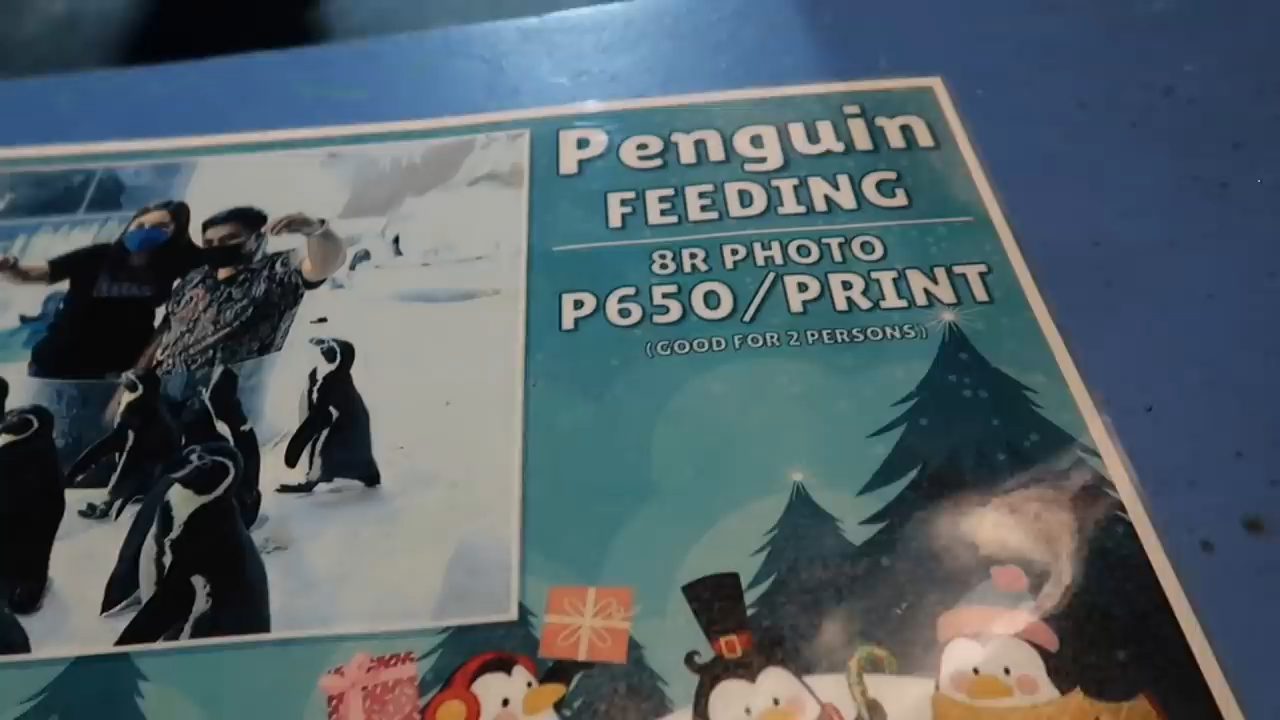 Penguin
FEEDING
8R PHOTO
P650/PRINT
(GOOD FOR 2 PERSONS)